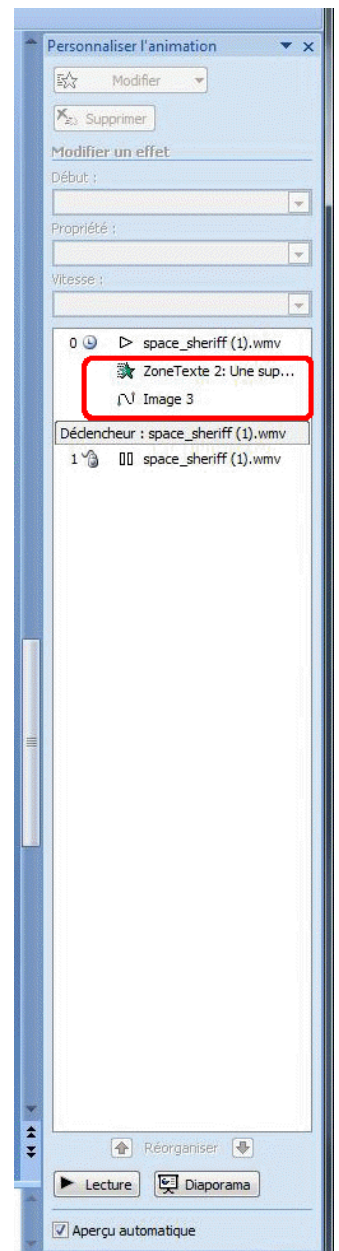 Personnaliser l'animation
Modifier
Supprimer
Modifier un effet
Début :
Propriété :
Vitesse :
0 space_sheriff (1).wmv
ZoneTexte 2: Une sup...
Image 3
Déclencheur : space_sheriff (1).wmv
1 space_sheriff (1).wmv
Réorganiser
Lecture Diaporama
Aperçu automatique